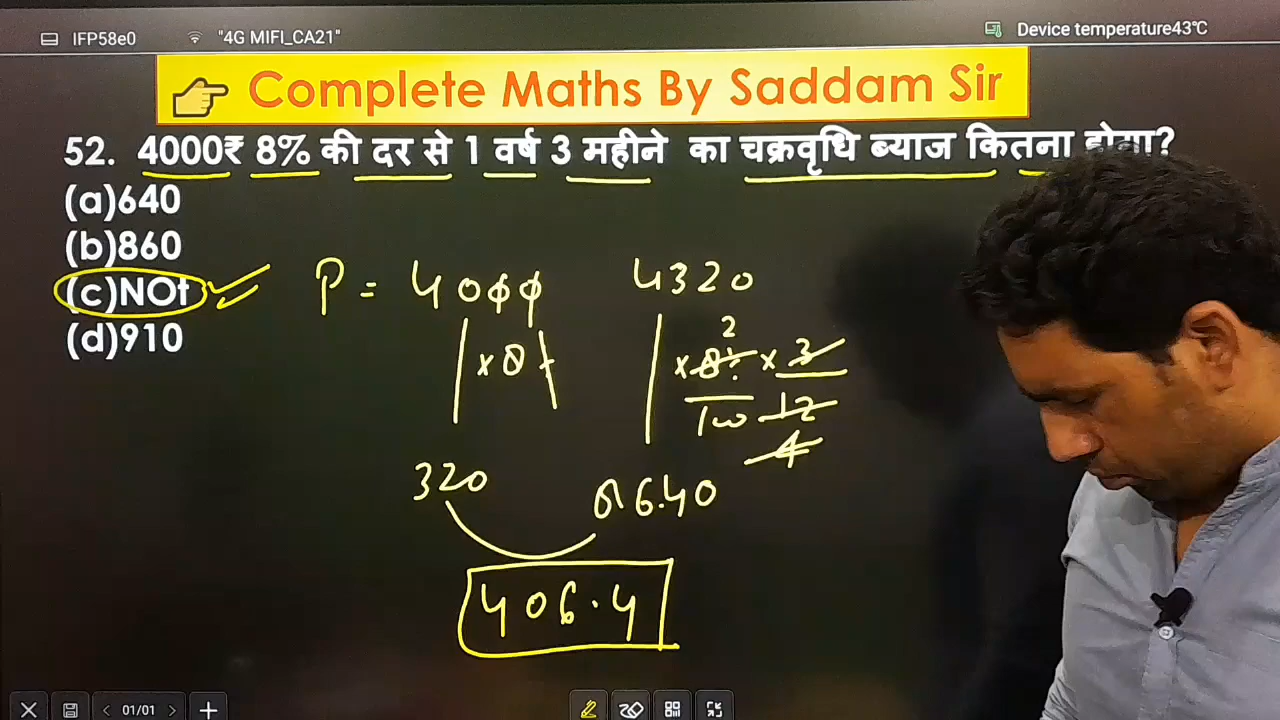 IFP58e0 "4G MIFI_CA21" Device temperature43℃
Complete Maths By Saddam Sir
52. 4000₹ 8% की दर से 1 वर्ष 3 महीने का चक्रवृधि ब्याज कितना होगा?
(a)640
(b)860
(c)NOt
(d)910
P = 4000 4320
×8% ×8% × 3
2
100 12
4
320 86.40
406.4
01/01